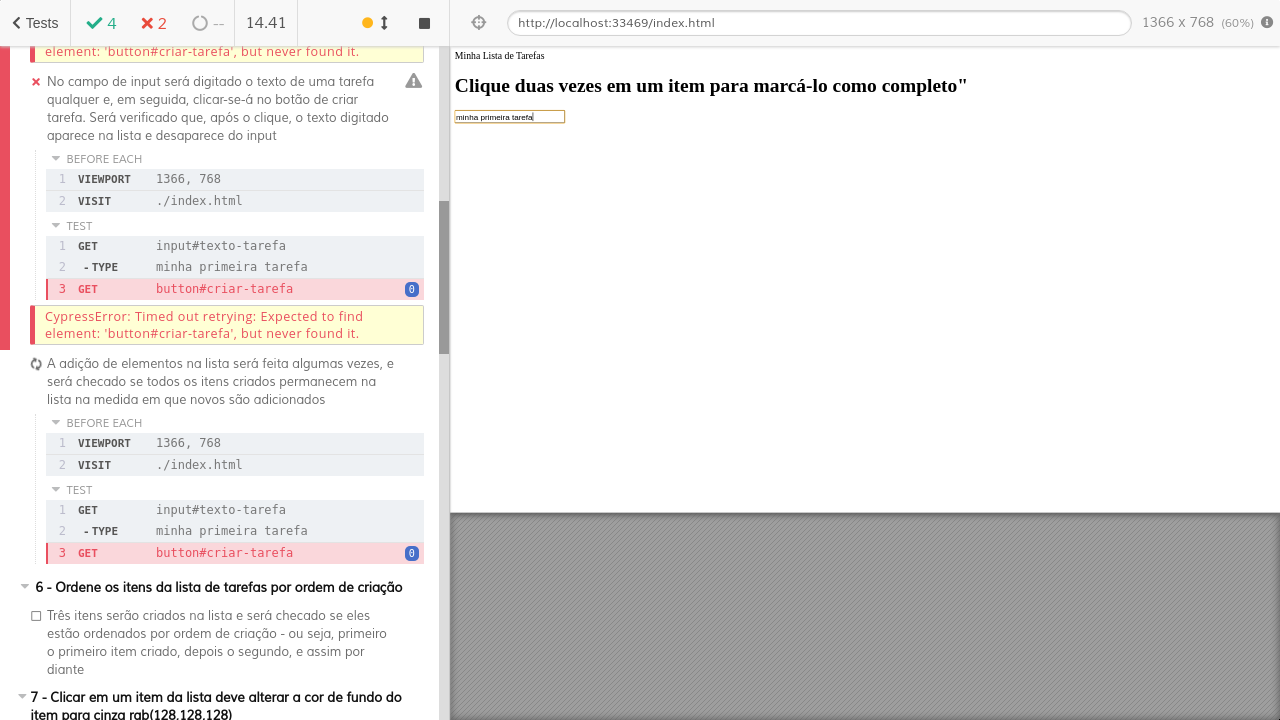 Tests 4 2 -- 14.41
http://localhost:33469/index.html 1366 x 768 (60%)
element: 'button#criar-tarefa', but never found it.
No campo de input será digitado o texto de uma tarefa
qualquer e, em seguida, clicar-se-á no botão de criar
tarefa. Será verificado que, após o clique, o texto digitado
aparece na lista e desaparece do input
BEFORE EACH
1 VIEWPORT 1366, 768
2 VISIT ./index.html
TEST
1 GET input#texto-tarefa
2 -TYPE minha primeira tarefa
3 GET button#criar-tarefa 0
CypressError: Timed out retrying: Expected to find
element: 'button#criar-tarefa', but never found it.
A adição de elementos na lista será feita algumas vezes, e
será checado se todos os itens criados permanecem na
lista na medida em que novos são adicionados
BEFORE EACH
1 VIEWPORT 1366, 768
2 VISIT ./index.html
TEST
1 GET input#texto-tarefa
2 -TYPE minha primeira tarefa
3 GET button#criar-tarefa 0
6 - Ordene os itens da lista de tarefas por ordem de criação
Três itens serão criados na lista e será checado se eles
estão ordenados por ordem de criação - ou seja, primeiro
o primeiro item criado, depois o segundo, e assim por
diante
7 - Clicar em um item da lista deve alterar a cor de fundo do
item para cinza rgb(128,128,128)
Minha Lista de Tarefas
Clique duas vezes em um item para marcá-lo como completo"
minha primeira tarefa